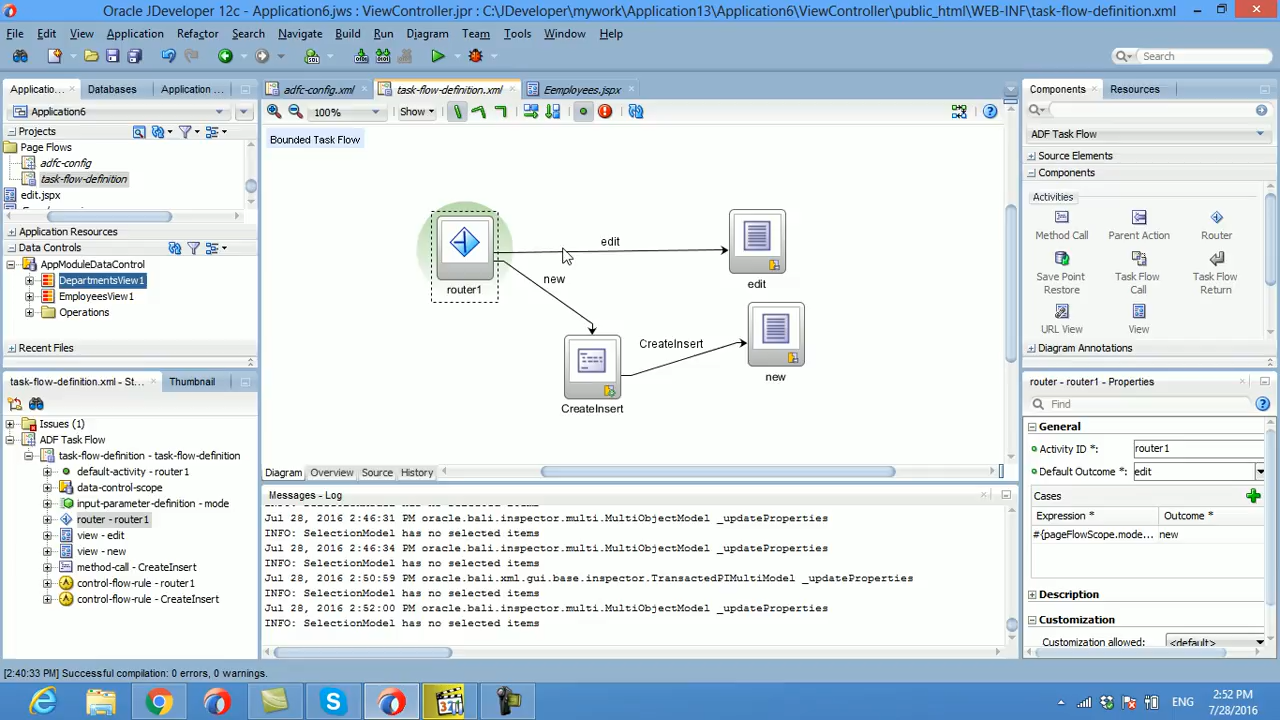 Oracle JDeveloper 12c - Application6.jws : ViewController.jpr : C:\JDeveloper\mywork\Application13\Application6\ViewController\public_html\WEB-INF\task-flow-definition.xml
File Edit View Application Refactor Search Navigate Build Run Diagram Team Tools Window Help
Search
Applicatio... Databases Application ...
adfc-config.xml task-flow-definition.xml Employees.jspx
Components Resources
Application6
100% Show
Projects
Page Flows
adfc-config
task-flow-definition
edit.jspx
Application Resources
Data Controls
AppModuleDataControl
DepartmentsView1
EmployeesView1
Operations
Recent Files
Bounded Task Flow
router1
edit
new
edit
CreateInsert
CreateInsert
new
ADF Task Flow
Source Elements
Components
Activities
Method Call Parent Action Router
Save Point Restore Task Flow Call Task Flow Return
URL View View
Diagram Annotations
task-flow-definition.xml - St... Thumbnail
Issues (1)
ADF Task Flow
task-flow-definition - task-flow-definition
default-activity - router1
data-control-scope
input-parameter-definition - mode
router - router1
view - edit
view - new
method-call - CreateInsert
control-flow-rule - router1
control-flow-rule - CreateInsert
Diagram Overview Source History
Messages - Log
Jul 28, 2016 2:46:31 PM oracle.bali.inspector.multi.MultiObjectModel _updateProperties
INFO: SelectionModel has no selected items
Jul 28, 2016 2:46:34 PM oracle.bali.inspector.multi.MultiObjectModel _updateProperties
INFO: SelectionModel has no selected items
Jul 28, 2016 2:50:59 PM oracle.bali.xml.gui.base.inspector.TransactedPIMultiModel _updateProperties
INFO: SelectionModel has no selected items
Jul 28, 2016 2:52:00 PM oracle.bali.inspector.multi.MultiObjectModel _updateProperties
INFO: SelectionModel has no selected items
router - router1 - Properties
Find
General
Activity ID *: router1
Default Outcome *: edit
Cases
Expression * Outcome *
#{pageFlowScope.mode... new
Description
Customization
Customization allowed: <default>
[2:40:33 PM] Successful compilation: 0 errors, 0 warnings.
ENG
2:52 PM
7/28/2016